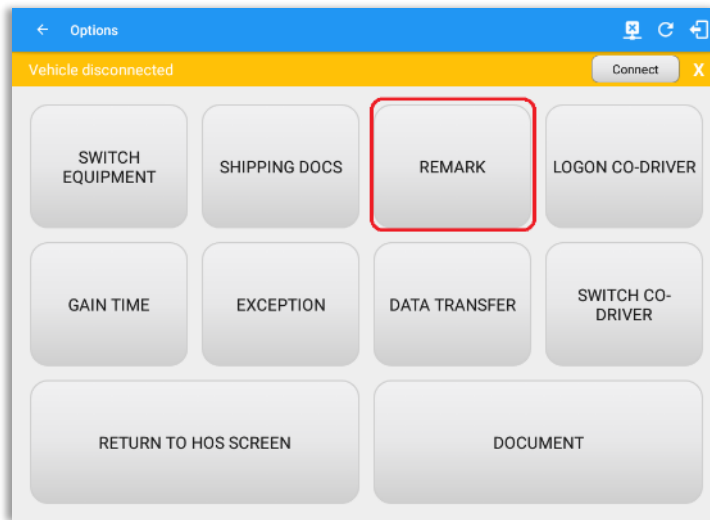 Options
Vehicle disconnected
Connect
X
SWITCH
EQUIPMENT
SHIPPING DOCS
REMARK
LOGON CO-DRIVER
GAIN TIME
EXCEPTION
DATA TRANSFER
SWITCH CO-
DRIVER
RETURN TO HOS SCREEN
DOCUMENT